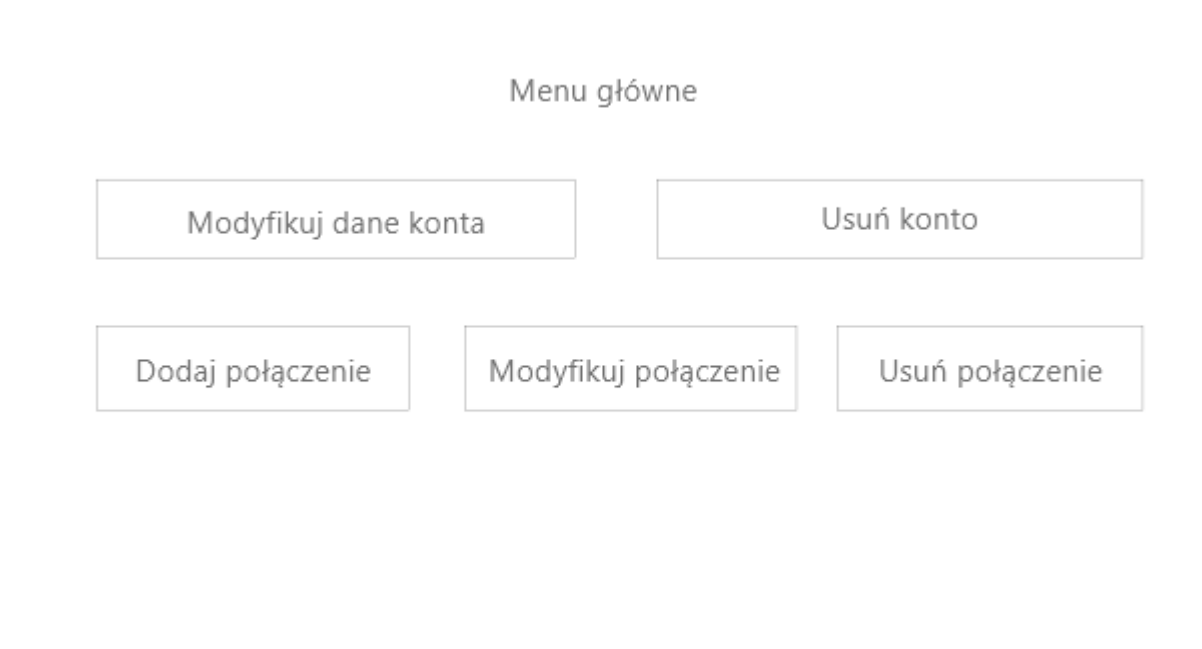 Menu główne
Modyfikuj dane konta
Usuń konto
Dodaj połączenie
Modyfikuj połączenie
Usuń połączenie